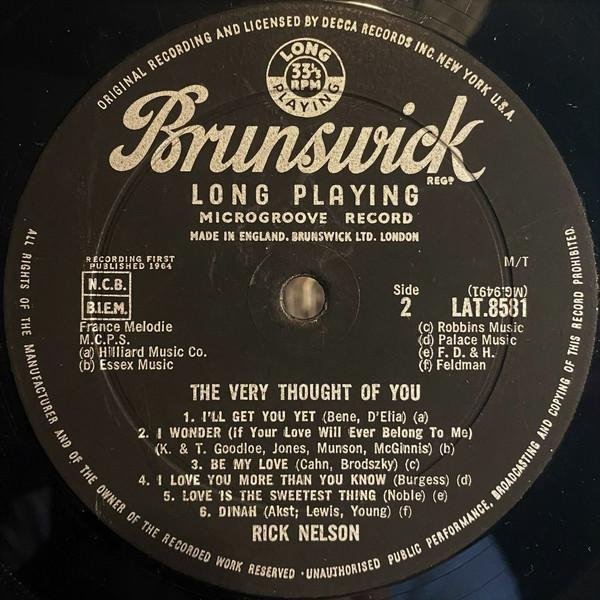 ORIGINAL RECORDING AND LICENSED BY DECCA RECORDS INC. NEW YORK U.S.A.
LONG
33⅓
RPM
PLAYING
Brunswick
REGD
LONG PLAYING
MICROGROOVE RECORD
MADE IN ENGLAND. BRUNSWICK LTD. LONDON
RECORDING FIRST
PUBLISHED 1964
M/T
N.C.B.
B.I.E.M.
Side
2
(MG.9491)
LAT.8581
France Melodie
M.C.P.S.
(a) Hilliard Music Co.
(b) Essex Music
(c) Robbins Music
(d) Palace Music
(e) F. D. & H.
(f) Feldman
THE VERY THOUGHT OF YOU
1. I'LL GET YOU YET (Bene, D'Elia) (a)
2. I WONDER (if Your Love Will Ever Belong To Me)
(K. & T. Goodloe, Jones, Munson, McGinnis) (b)
3. BE MY LOVE (Cahn, Brodszky) (c)
4. I LOVE YOU MORE THAN YOU KNOW (Burgess) (d)
5. LOVE IS THE SWEETEST THING (Noble) (e)
6. DINAH (Akst; Lewis, Young) (f)
RICK NELSON
ALL RIGHTS OF THE MANUFACTURER AND OF THE OWNER OF THE RECORDED WORK RESERVED · UNAUTHORISED PUBLIC PERFORMANCE, BROADCASTING AND COPYING OF THIS RECORD PROHIBITED.